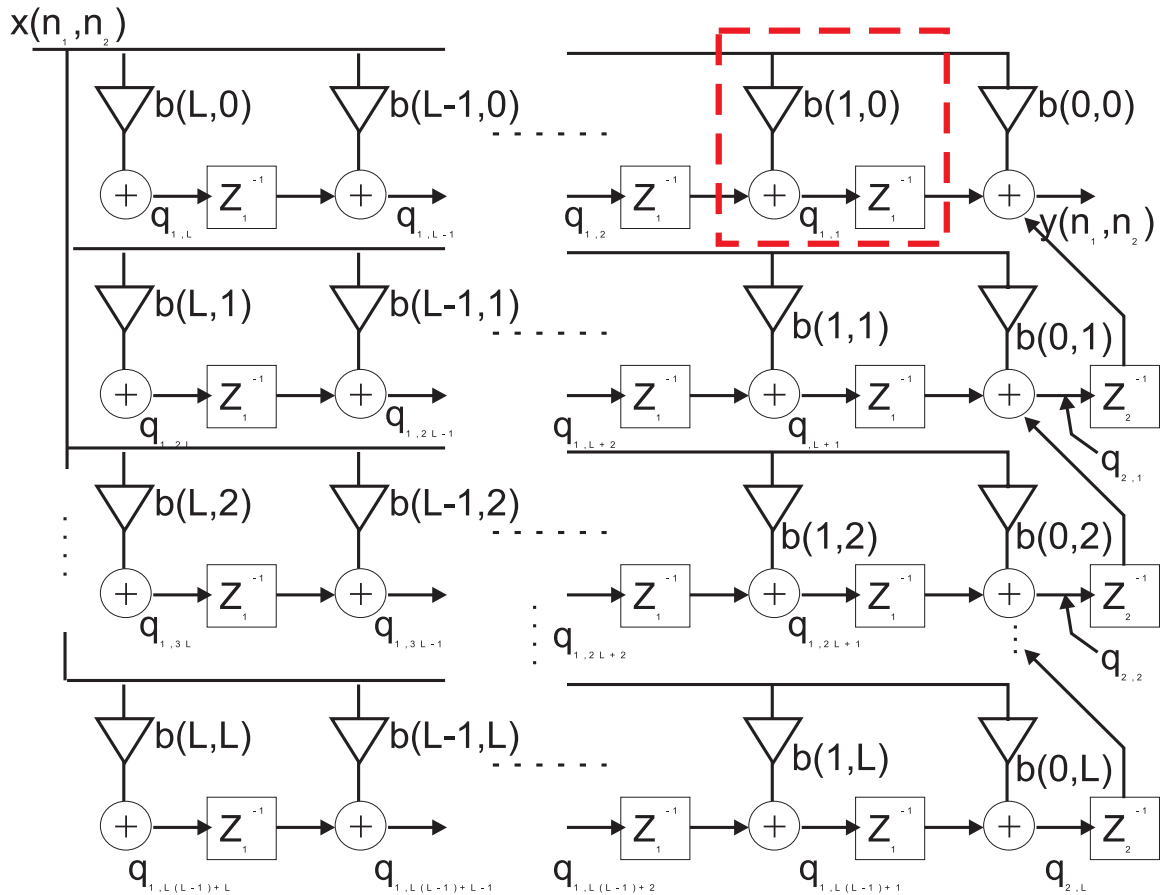 x(n₁,n₂)
b(L,0) b(L-1,0) b(1,0) b(0,0)
+ Z₁⁻¹ + Z₁⁻¹ + Z₁⁻¹ +
q₁,L q₁,L-1 q₁,2 q₁,1 y(n₁,n₂)
b(L,1) b(L-1,1) b(1,1) b(0,1)
+ Z₁⁻¹ + Z₁⁻¹ + Z₁⁻¹ + Z₂⁻¹
q₁,2L q₁,2L-1 q₁,L+2 q,L+1 q₂,1
b(L,2) b(L-1,2) b(1,2) b(0,2)
+ Z₁⁻¹ + Z₁⁻¹ + Z₁⁻¹ + Z₂⁻¹
q₁,3L q₁,3L-1 q₁,2L+2 q₁,2L+1 q₂,2
b(L,L) b(L-1,L) b(1,L) b(0,L)
+ Z₁⁻¹ + Z₁⁻¹ + Z₁⁻¹ + Z₂⁻¹
q₁,L(L-1)+L q₁,L(L-1)+L-1 q₁,L(L-1)+2 q₁,L(L-1)+1 q₂,L